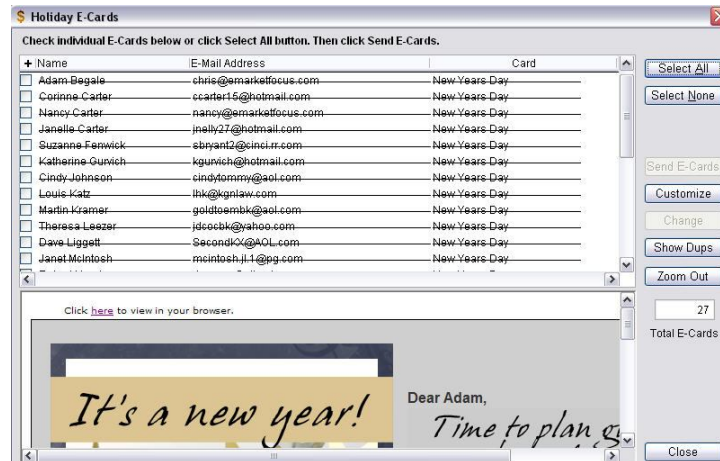 $ Holiday E-Cards
Check individual E-Cards below or click Select All button. Then click Send E-Cards.
+ Name E-Mail Address Card
Adam Begale chris@emarketfocus.com New Years Day
Corinne Carter ccarter15@hotmail.com New Years Day
Nancy Carter nancy@emarketfocus.com New Years Day
Janelle Carter jnelly27@hotmail.com New Years Day
Suzanne Fenwick sbryant2@cinci.rr.com New Years Day
Katherine Gurvich kgurvich@hotmail.com New Years Day
Cindy Johnson cindytommy@aol.com New Years Day
Louis Katz lhk@kgnlaw.com New Years Day
Martin Kramer goldtoembk@aol.com New Years Day
Theresa Leezer jdcocbk@yahoo.com New Years Day
Dave Liggett SecondKX@AOL.com New Years Day
Janet McIntosh mcintosh.jl.1@pg.com New Years Day
Select All
Select None
Send E-Cards
Customize
Change
Show Dups
Zoom Out
27
Total E-Cards
Close
Click here to view in your browser.
It's a new year!
Dear Adam,
Time to plan